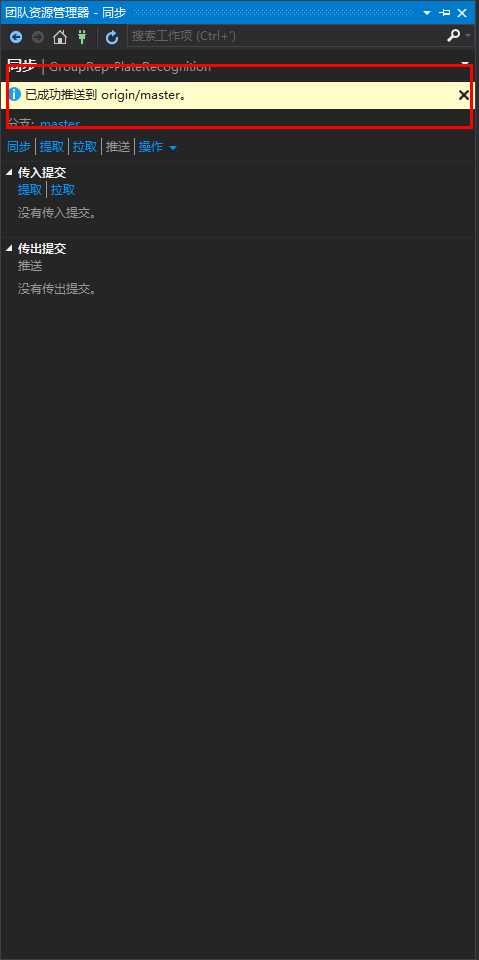 团队资源管理器 - 同步
搜索工作项 (Ctrl+')
同步 | GroupRep-PlateRecognition
已成功推送到 origin/master。
分支: master
同步 | 提取 | 拉取 | 推送 | 操作
传入提交
提取 | 拉取
没有传入提交。
传出提交
推送
没有传出提交。